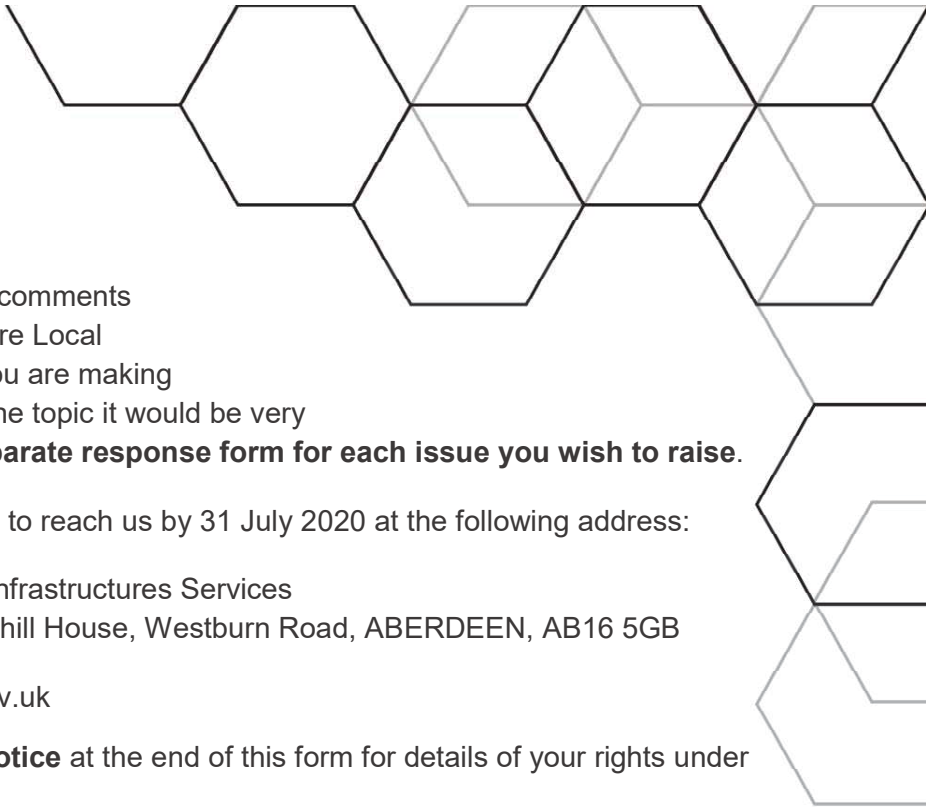 comments
re Local
ou are making
ne topic it would be very
parate response form for each issue you wish to raise.
to reach us by 31 July 2020 at the following address:
nfrastructures Services
hill House, Westburn Road, ABERDEEN, AB16 5GB
v.uk
otice at the end of this form for details of your rights under